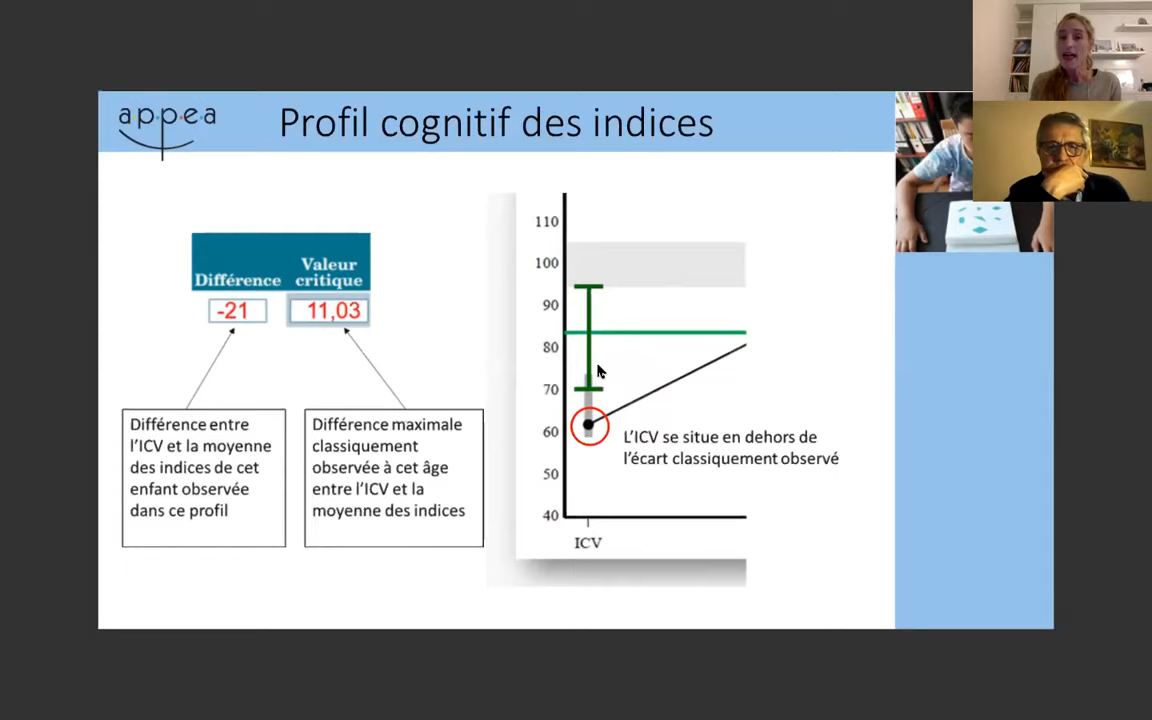 appea
Profil cognitif des indices
Différence
Valeur
critique
-21
11,03
Différence entre
l'ICV et la moyenne
des indices de cet
enfant observée
dans ce profil
Différence maximale
classiquement
observée à cet âge
entre l'ICV et la
moyenne des indices
110
100
90
80
70
60
50
40
ICV
L'ICV se situe en dehors de
l'écart classiquement observé